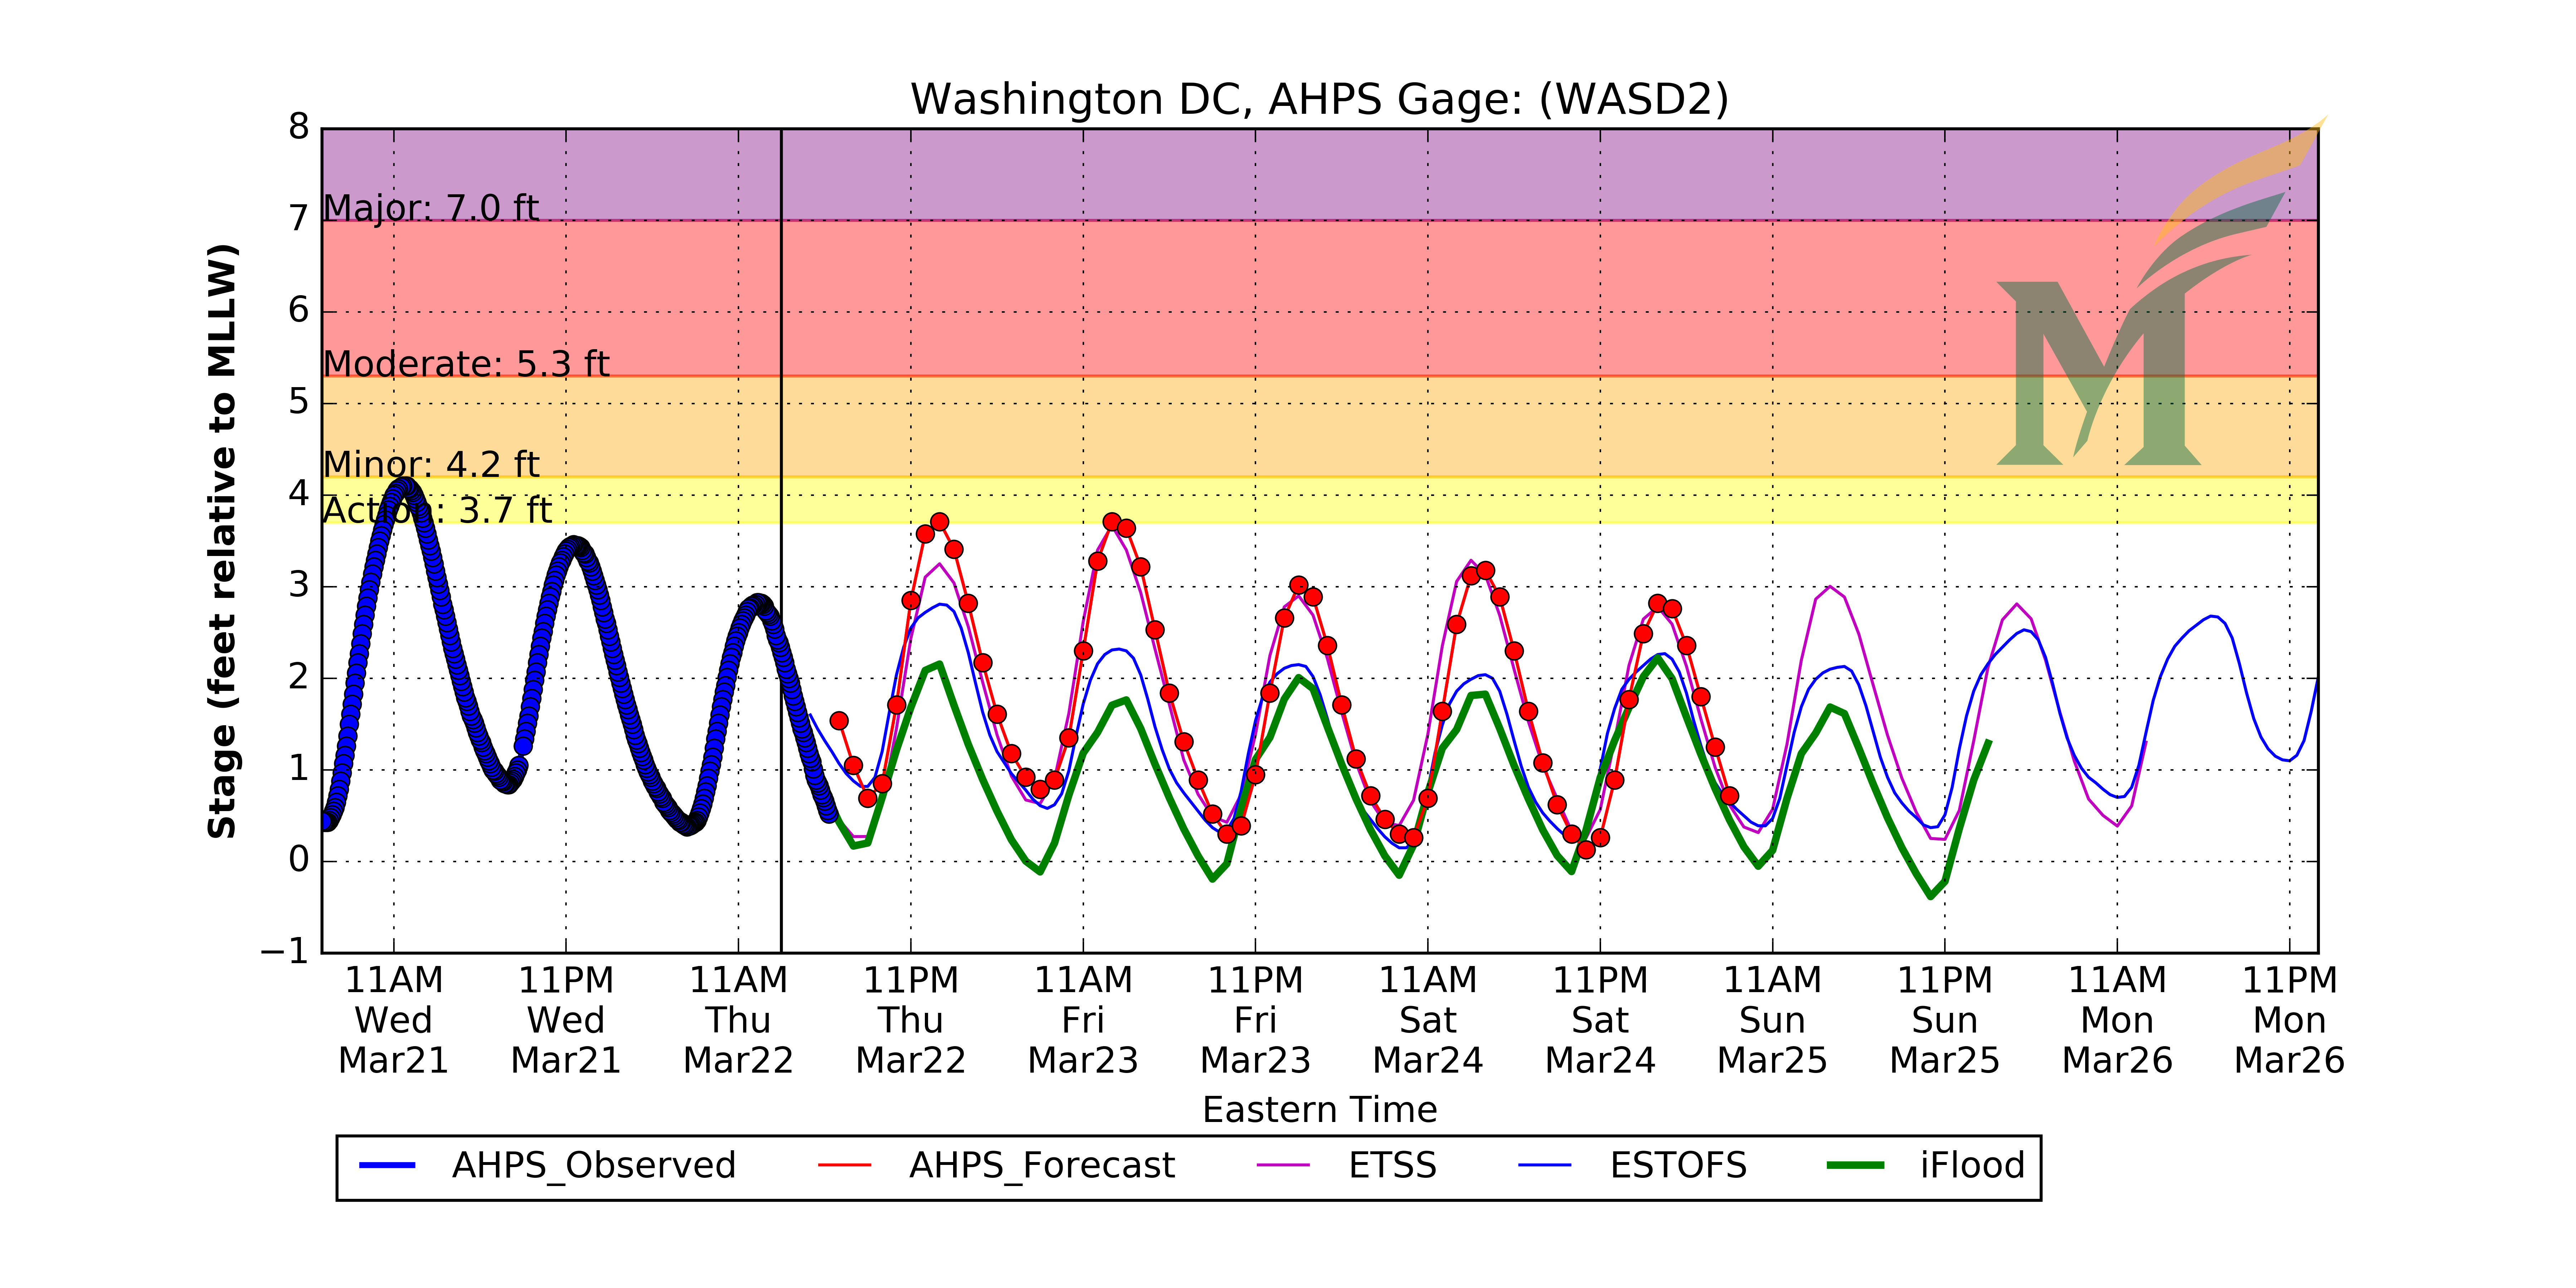 Washington DC, AHPS Gage: (WASD2)
8
7
6
5
4
3
2
1
0
−1
Stage (feet relative to MLLW)
Major: 7.0 ft
Moderate: 5.3 ft
Minor: 4.2 ft
Action: 3.7 ft
M
11AM 11PM 11AM 11PM 11AM 11PM 11AM 11PM 11AM 11PM 11AM 11PM
Wed Wed Thu Thu Fri Fri Sat Sat Sun Sun Mon Mon
Mar21 Mar21 Mar22 Mar22 Mar23 Mar23 Mar24 Mar24 Mar25 Mar25 Mar26 Mar26
Eastern Time
AHPS_Observed AHPS_Forecast ETSS ESTOFS iFlood